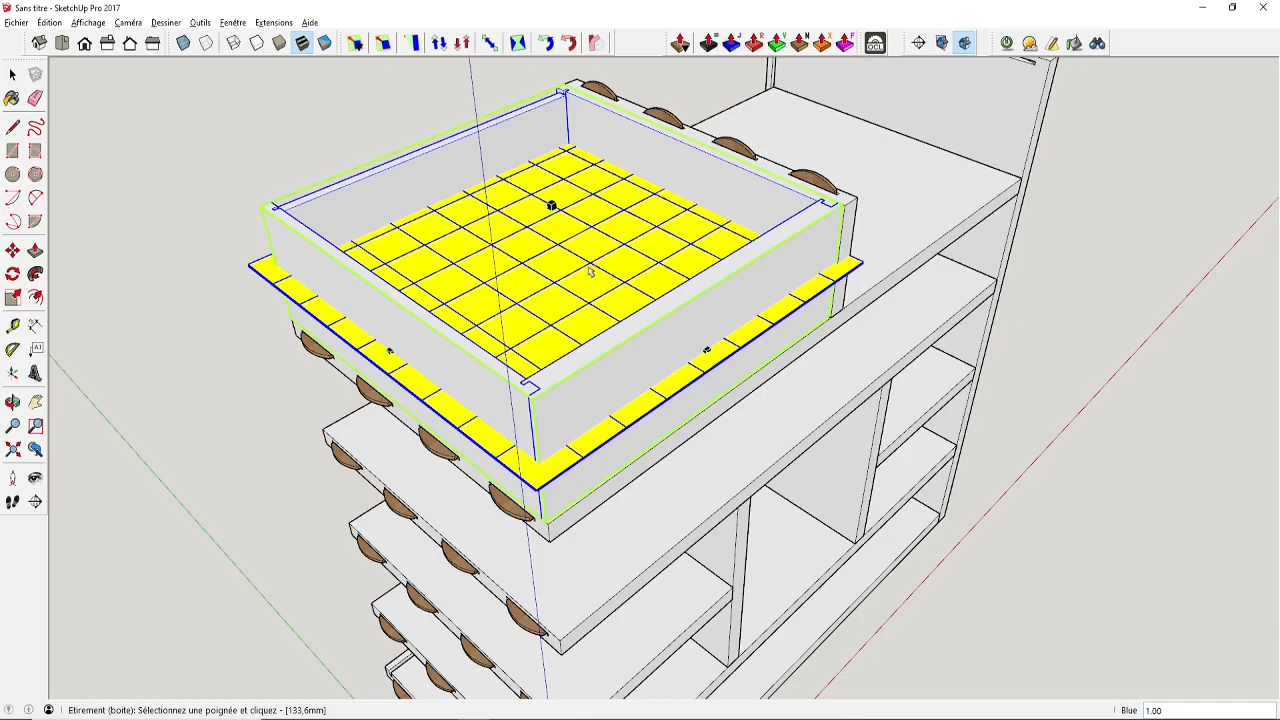 Sans titre - SketchUp Pro 2017
Fichier Édition Affichage Caméra Dessiner Outils Fenêtre Extensions Aide
OCL
Etirement (boite): Sélectionnez une poignée et cliquez - [133,6mm]
Blue 1.00